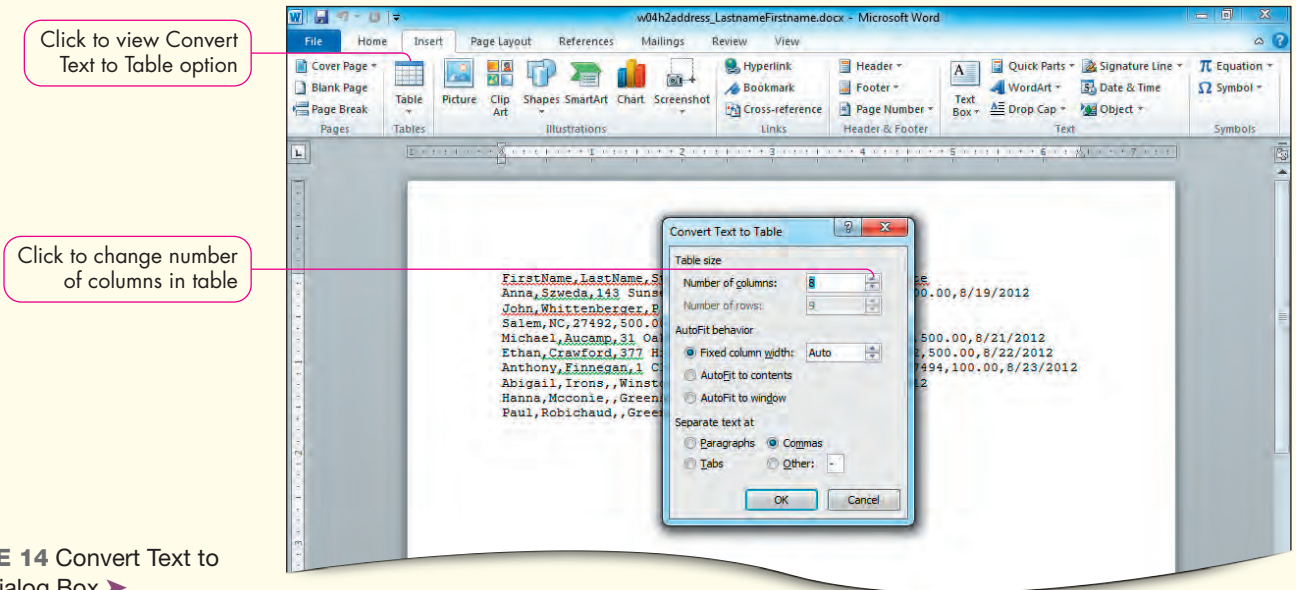 w04h2address_LastnameFirstname.docx - Microsoft Word
File Home Insert Page Layout References Mailings Review View
Click to view Convert
Text to Table option
Cover Page
Blank Page
Page Break
Pages
Table
Tables
Picture Clip Art Shapes SmartArt Chart Screenshot
Illustrations
Hyperlink
Bookmark
Cross-reference
Links
Header
Footer
Page Number
Header & Footer
Text Box
Quick Parts
WordArt
Drop Cap
Signature Line
Date & Time
Object
Text
π Equation
Ω Symbol
Symbols
L
1 2 3 4 5 6 7
Click to change number
of columns in table
FirstName,LastName,S
Anna,Szweda,143 Sunse 00.00,8/19/2012
John,Whittenberger,P
Salem,NC,27492,500.0
Michael,Aucamp,31 Oa 500.00,8/21/2012
Ethan,Crawford,377 H 2,500.00,8/22/2012
Anthony,Finnegan,1 C 7494,100.00,8/23/2012
Abigail,Irons,,Winst 12
Hanna,Mcconie,,Green
Paul,Robichaud,,Gree
Convert Text to Table
Table size
Number of columns: 8
Number of rows: 9
AutoFit behavior
Fixed column width: Auto
AutoFit to contents
AutoFit to window
Separate text at
Paragraphs Commas
Tabs Other: -
OK Cancel
E 14 Convert Text to
ialog Box ➤